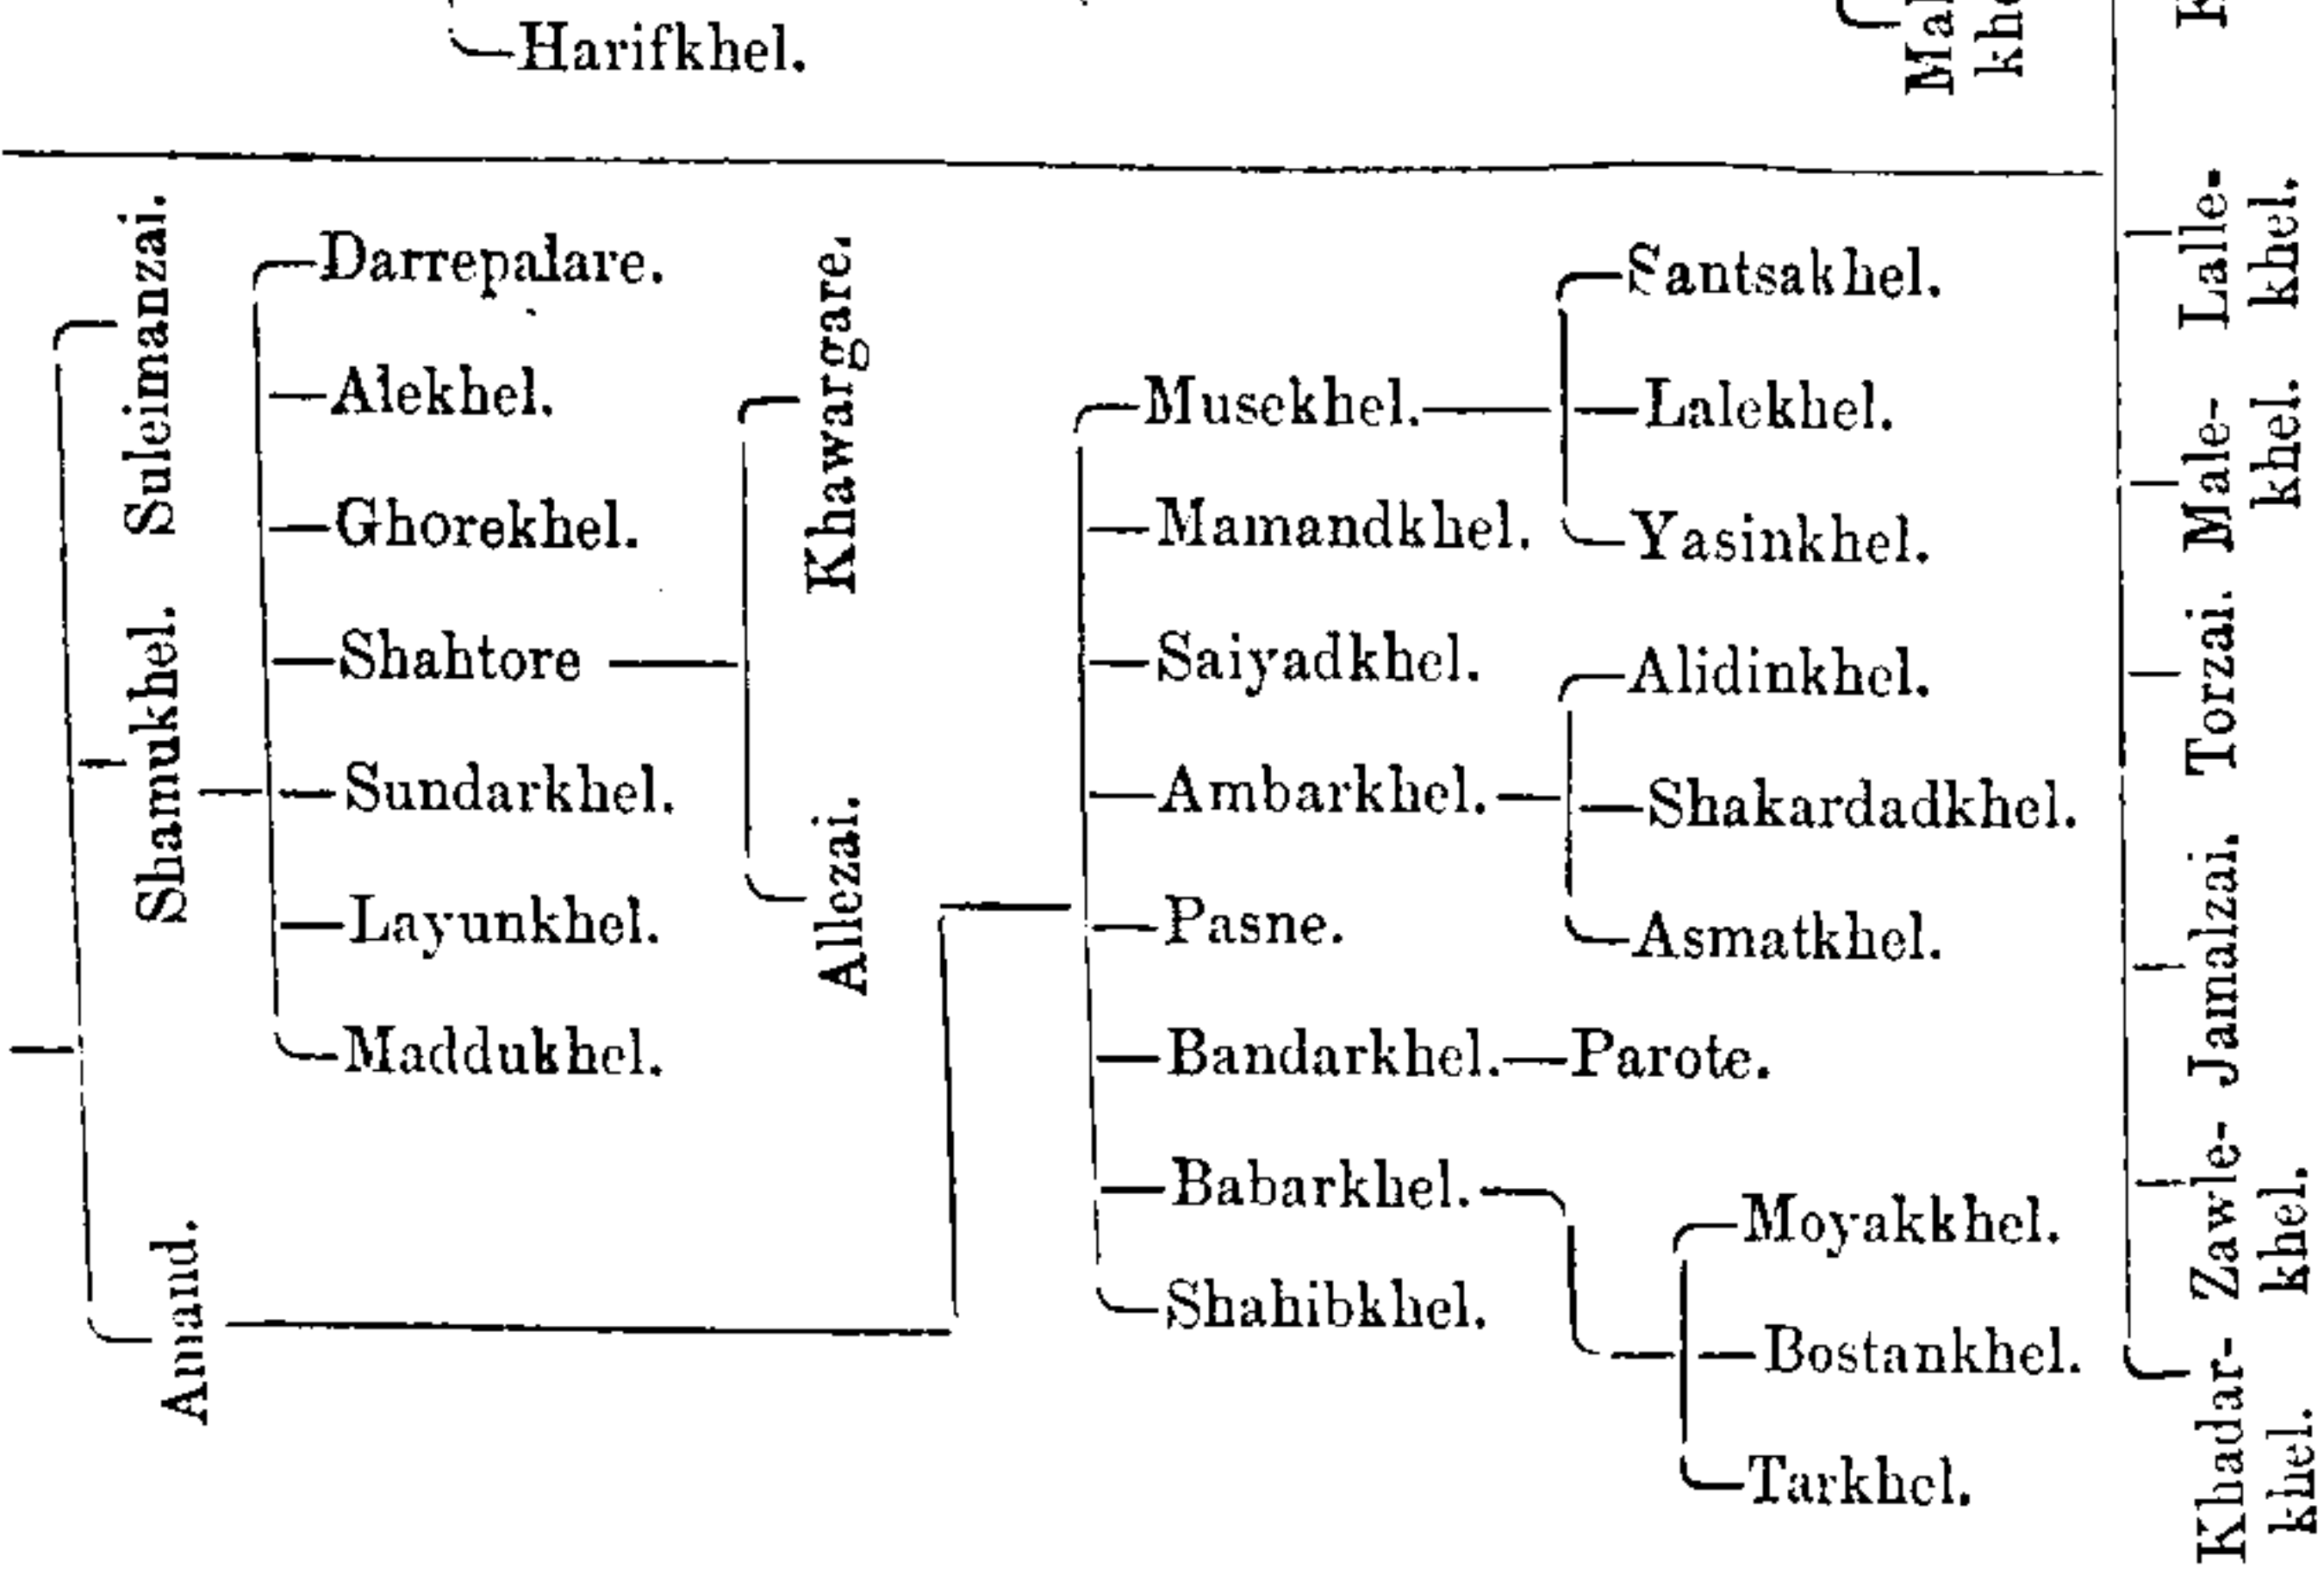 Harifkhel.
Suleimanzai.
Shamukhel.
Amand.
Darrepalare.
Alekhel.
Ghorekhel.
Shahtore
Sundarkhel.
Layunkhel.
Maddukhel.
Khawargare.
Allezai.
Musekhel.
Mamandkhel.
Saiyadkhel.
Ambarkhel.
Pasne.
Bandarkhel.
Babarkhel.
Shahibkhel.
Santsakhel.
Lalekhel.
Yasinkhel.
Alidinkhel.
Shakardadkhel.
Asmatkhel.
Parote.
Moyakkhel.
Bostankhel.
Tarkhel.
Lalle-
khel.
Male-
khel.
Torzai.
Jamalzai.
Zawle-
khel.
Khadar-
khel.